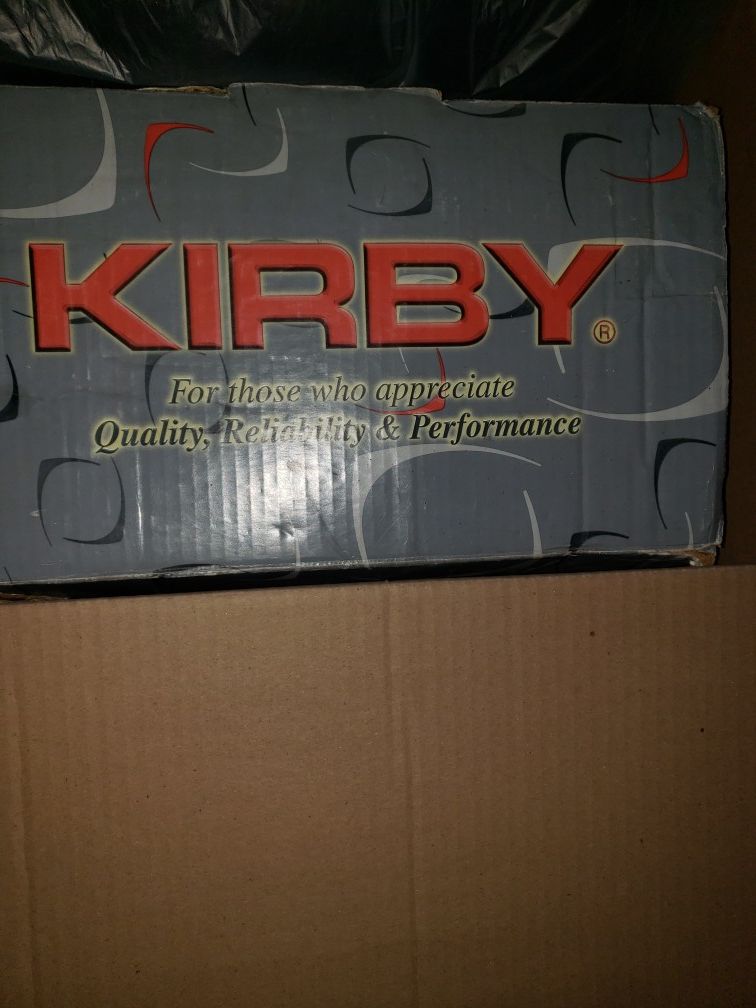 KIRBY®
For those who appreciate
Quality, Reliability & Performance